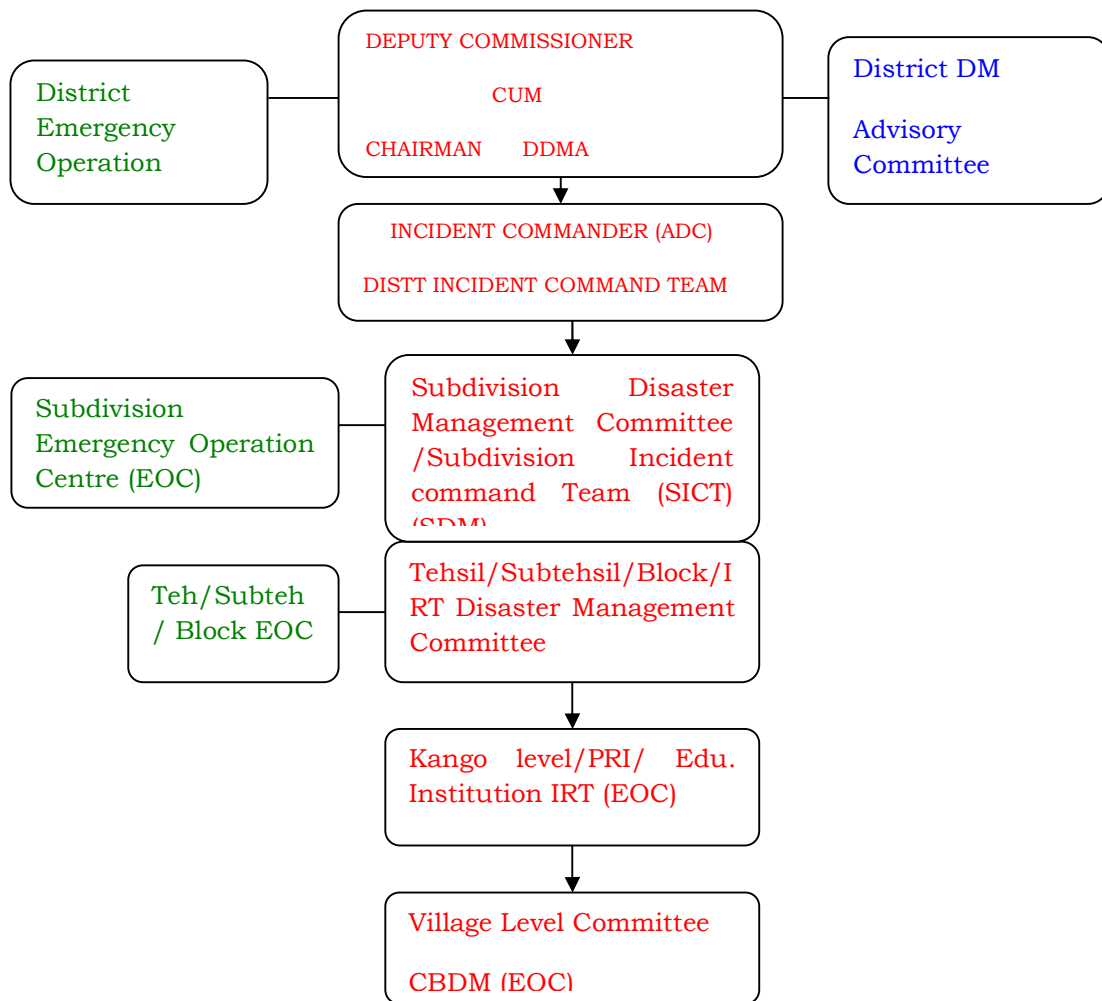 DEPUTY COMMISSIONER
CUM
CHAIRMAN DDMA
District
Emergency
Operation
District DM
Advisory
Committee
INCIDENT COMMANDER (ADC)
DISTT INCIDENT COMMAND TEAM
Subdivision
Emergency Operation
Centre (EOC)
Subdivision Disaster
Management Committee
/Subdivision Incident
command Team (SICT)
(SDM)
Teh/Subteh
/ Block EOC
Tehsil/Subtehsil/Block/I
RT Disaster Management
Committee
Kango level/PRI/ Edu.
Institution IRT (EOC)
Village Level Committee
CBDM (EOC)